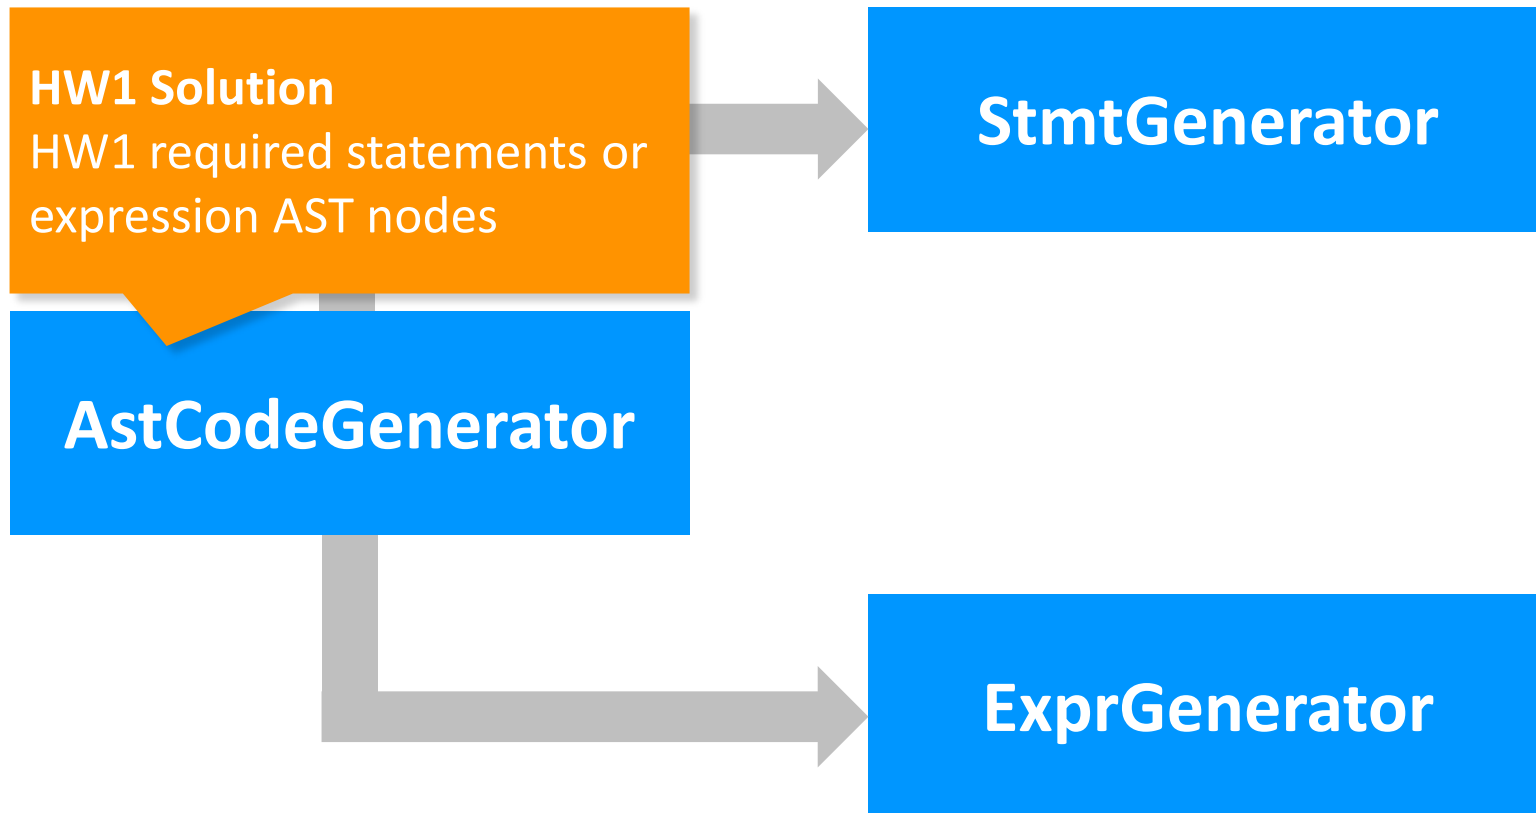 HW1 Solution
HW1 required statements or
expression AST nodes
StmtGenerator
AstCodeGenerator
ExprGenerator